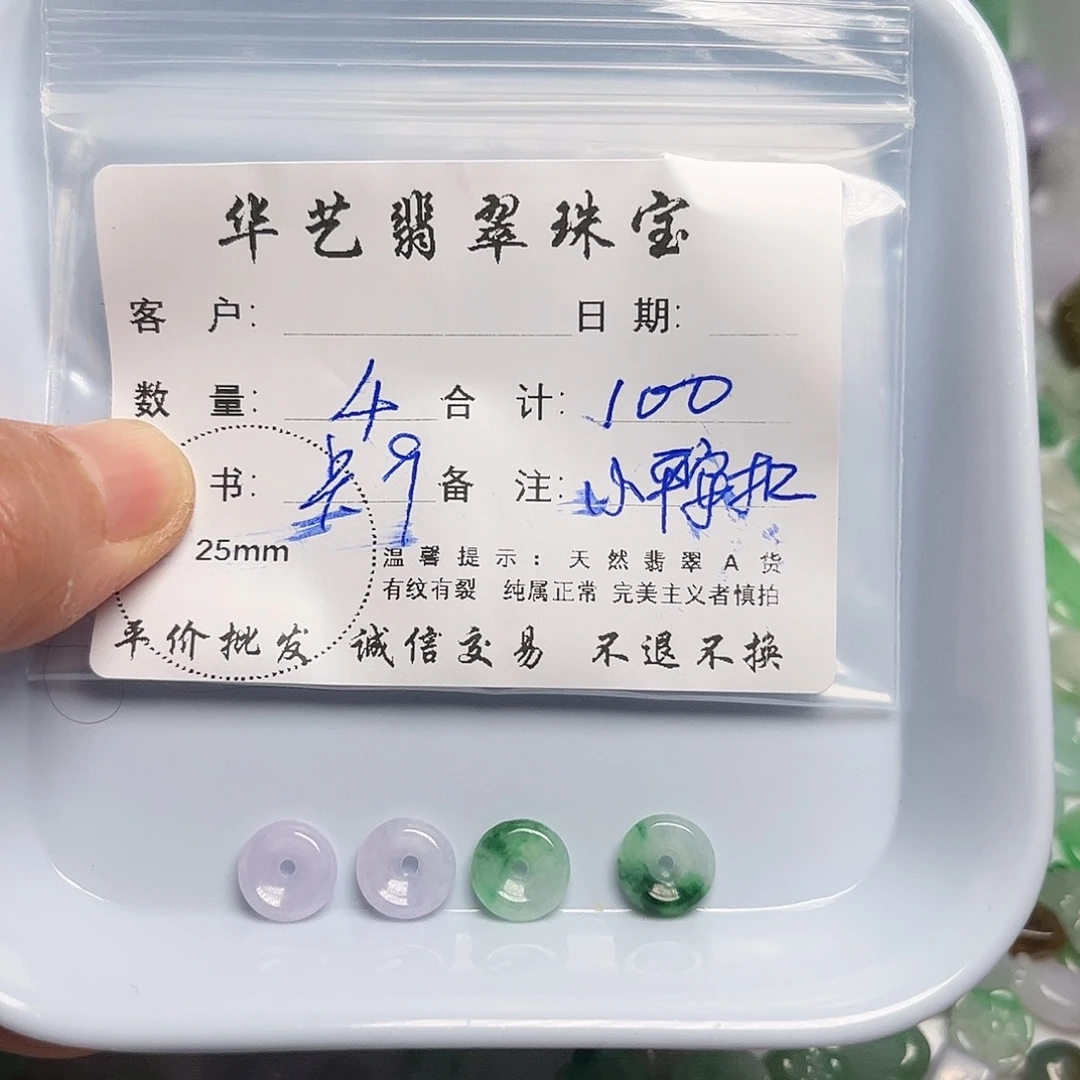 华艺翡翠珠宝
客 户: 日 期:
数 量: 4 合 计: 100
书: 长9 备 注: 小平安扣
25mm
温馨提示: 天然翡翠A货
有纹有裂 纯属正常 完美主义者慎拍
平价批发 诚信交易 不退不换